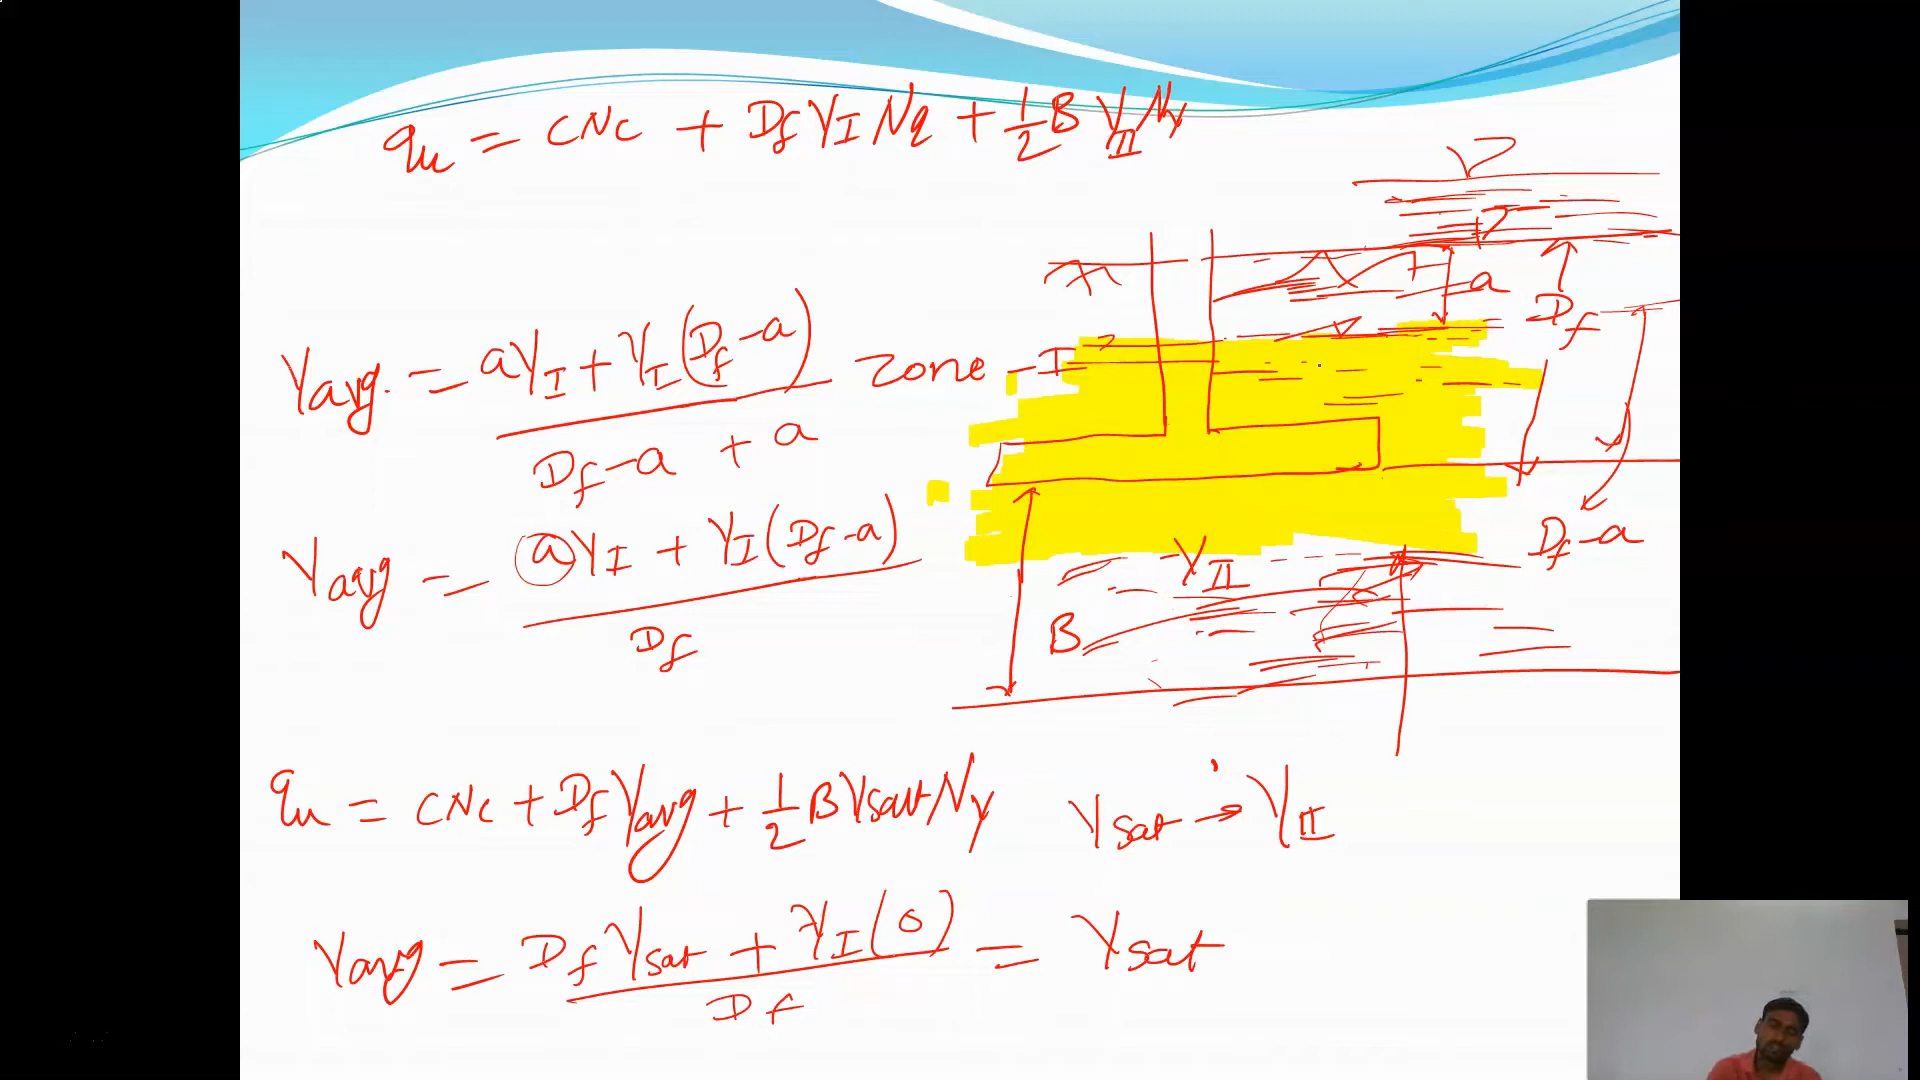 qu = CNc + Df γI Nq + 1/2 B γII Nγ
a
Df
γavg. = aγI + γI(Df-a) / Df-a + a
zone - I
γavg = aγI + γI(Df-a) / Df
Df-a
γII
B
qu = CNc + Df γavg + 1/2 B γsat Nγ
γsat → γII
γavg = Df γsat + γI(0) / Df = γsat